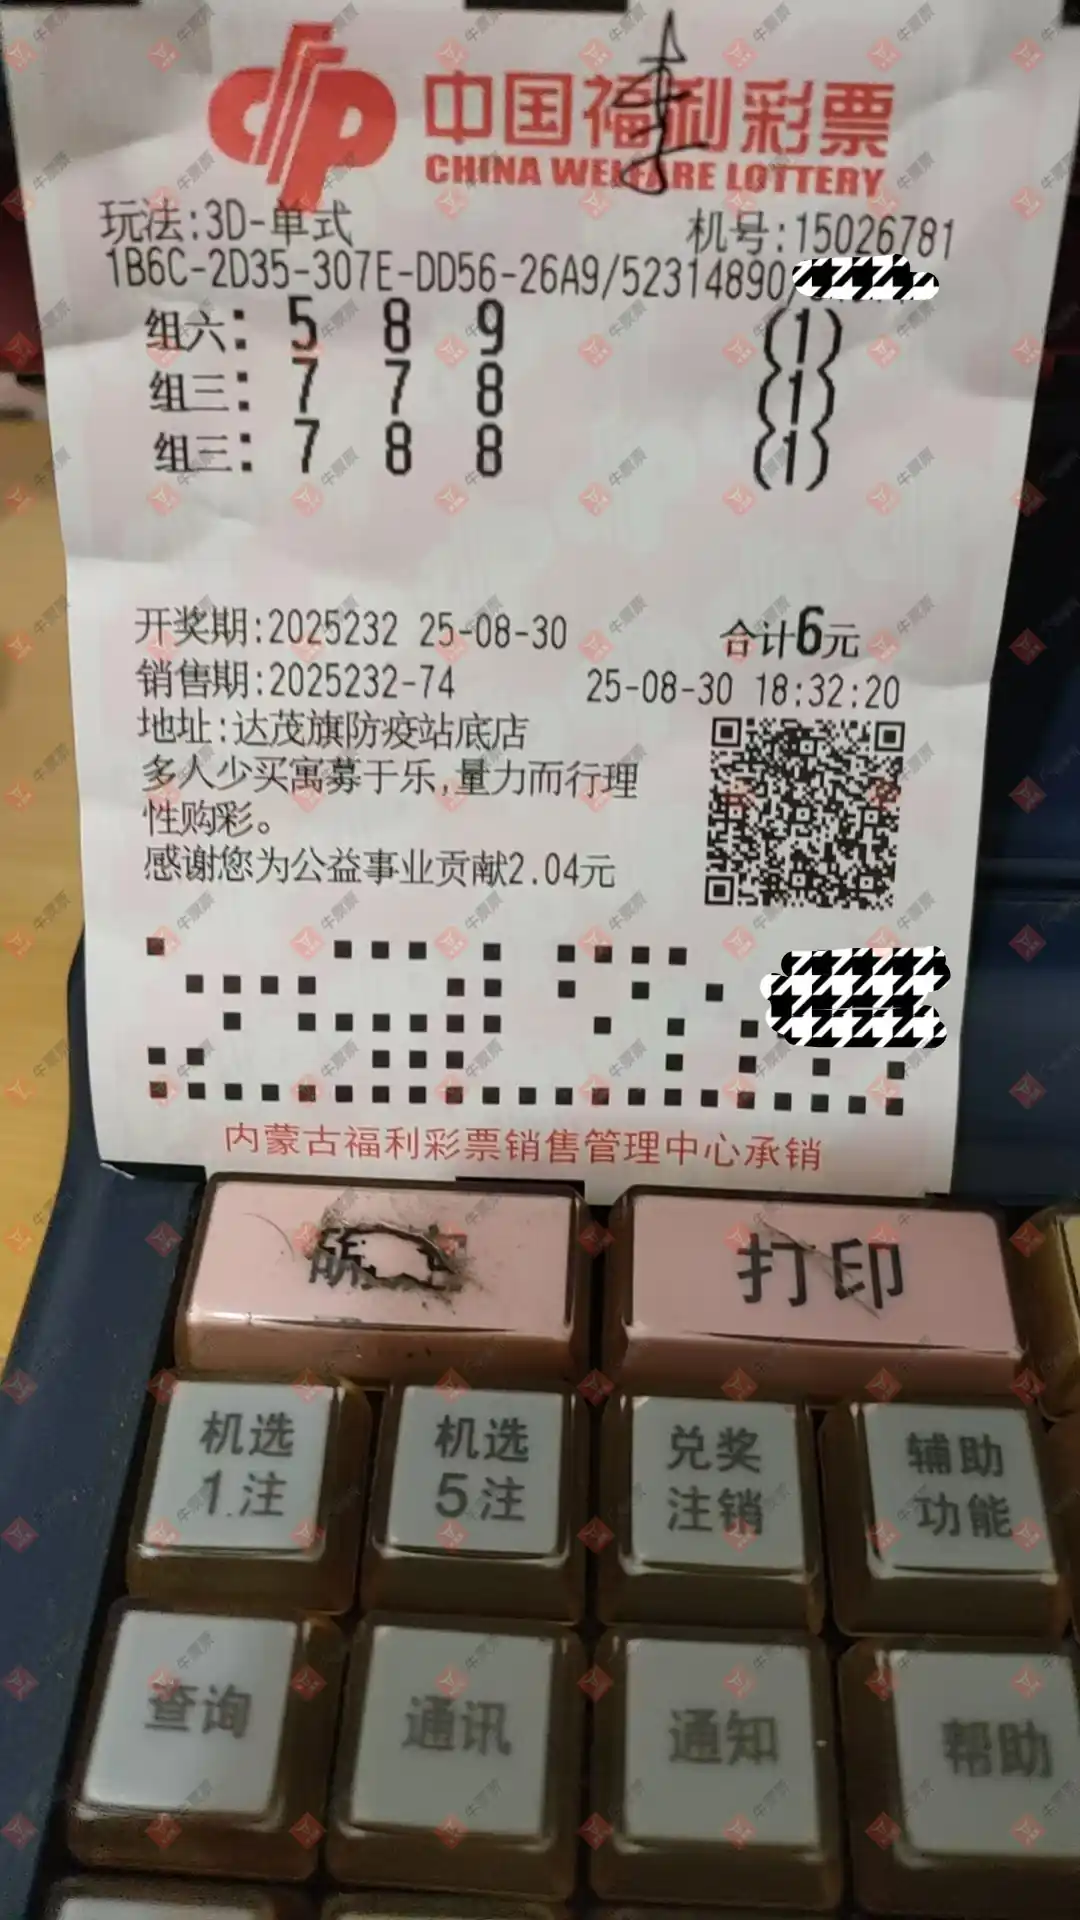 中国福利彩票
CHINA WELFARE LOTTERY
玩法:3D-单式
机号:15026781
1B6C-2D35-307E-DD56-26A9/52314890/
组六: 5 8 9 (1)
组三: 7 7 8 (1)
组三: 7 8 8 (1)
开奖期:2025232 25-08-30 合计6元
销售期:2025232-74 25-08-30 18:32:20
地址:达茂旗防疫站底店
多人少买寓募于乐,量力而行理
性购彩。
感谢您为公益事业贡献2.04元
内蒙古福利彩票销售管理中心承销
打印
机选 机选 兑奖 辅助
1注 5注 注销 功能
查询 通讯 通知 帮助
牛票票